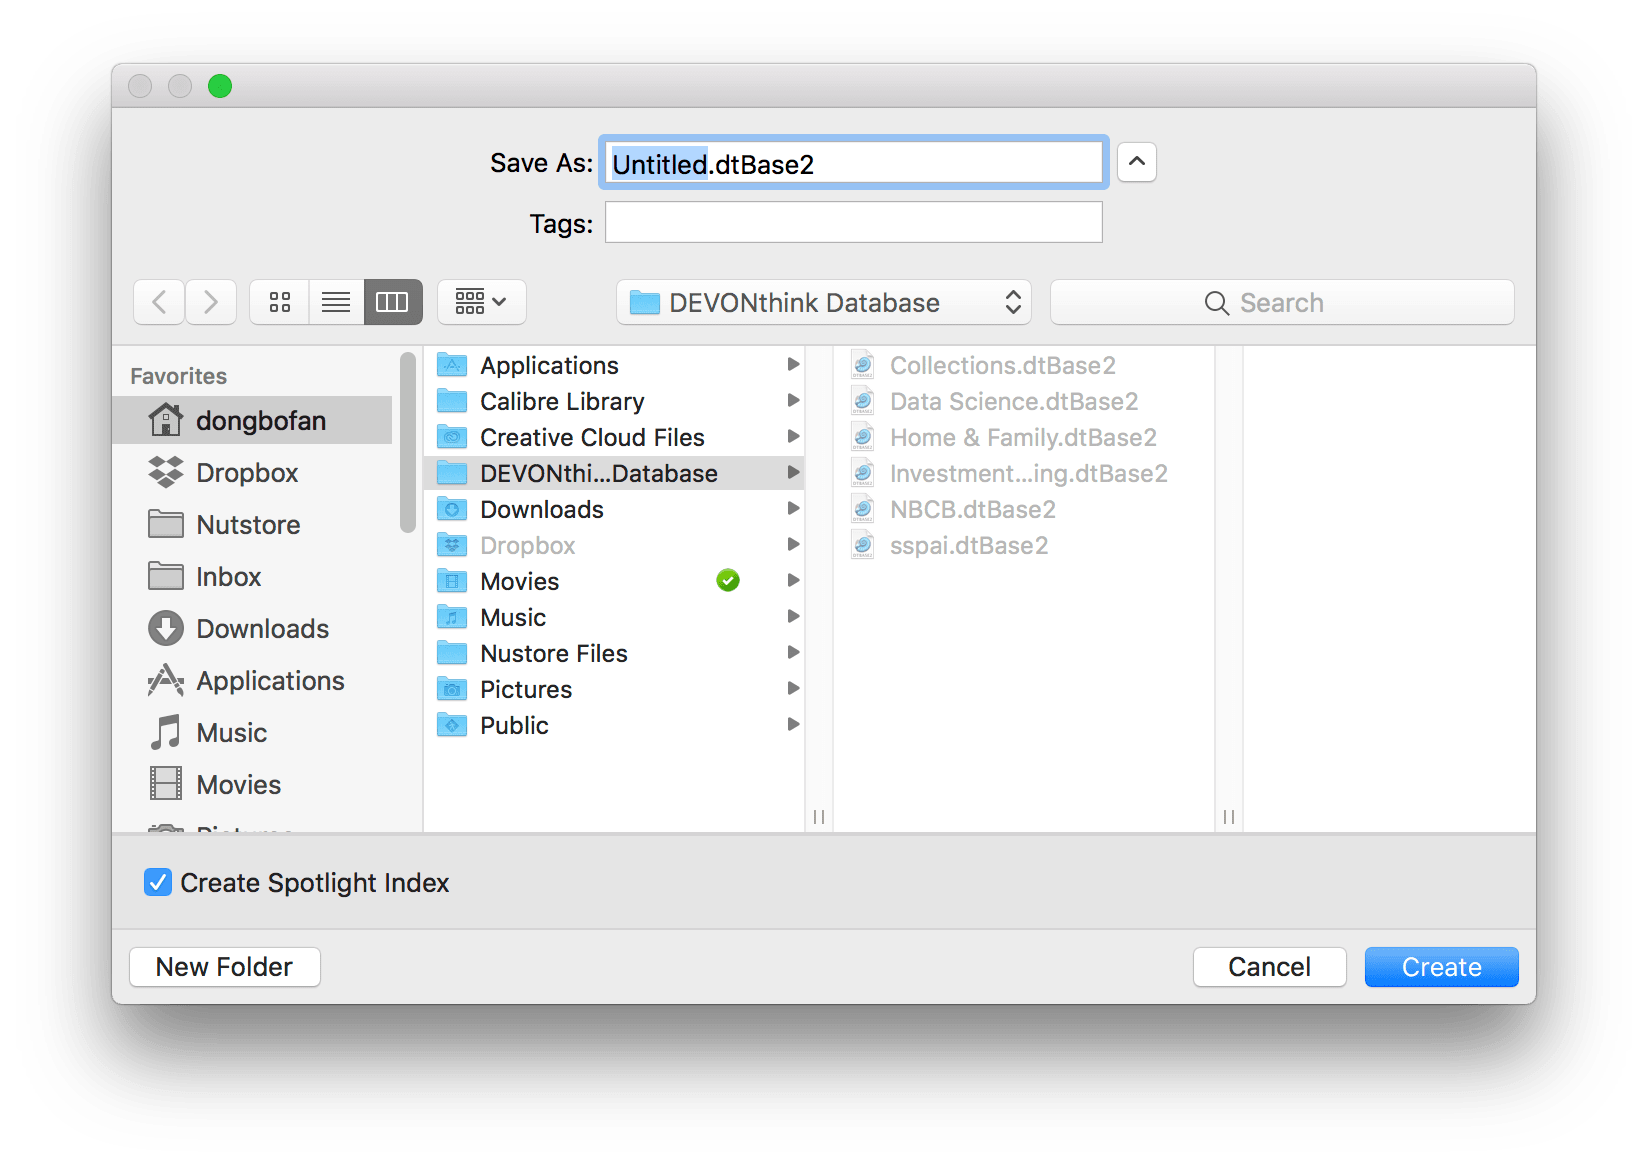 Save As: Untitled.dtBase2
Tags:
DEVONthink Database
Search
Favorites
dongbofan
Dropbox
Nutstore
Inbox
Downloads
Applications
Music
Movies
Applications
Calibre Library
Creative Cloud Files
DEVONthi...Database
Downloads
Dropbox
Movies
Music
Nustore Files
Pictures
Public
Collections.dtBase2
Data Science.dtBase2
Home & Family.dtBase2
Investment...ing.dtBase2
NBCB.dtBase2
sspai.dtBase2
Create Spotlight Index
New Folder
Cancel
Create